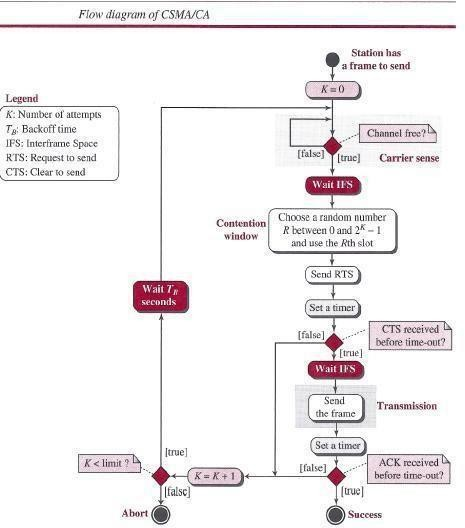 Flow diagram of CSMA/CA
Station has
a frame to send
K = 0
Legend
K: Number of attempts
TB: Backoff time
IFS: Interframe Space
RTS: Request to send
CTS: Clear to send
Channel free?
[false]
[true]
Carrier sense
Wait IFS
Contention
window
Choose a random number
R between 0 and 2^K − 1
and use the Rth slot
Send RTS
Wait TB
seconds
Set a timer
[false]
CTS received
before time-out?
[true]
Wait IFS
Send
the frame
Transmission
Set a timer
[true]
K < limit ?
K = K + 1
[false]
ACK received
before time-out?
[false]
[true]
Abort
Success